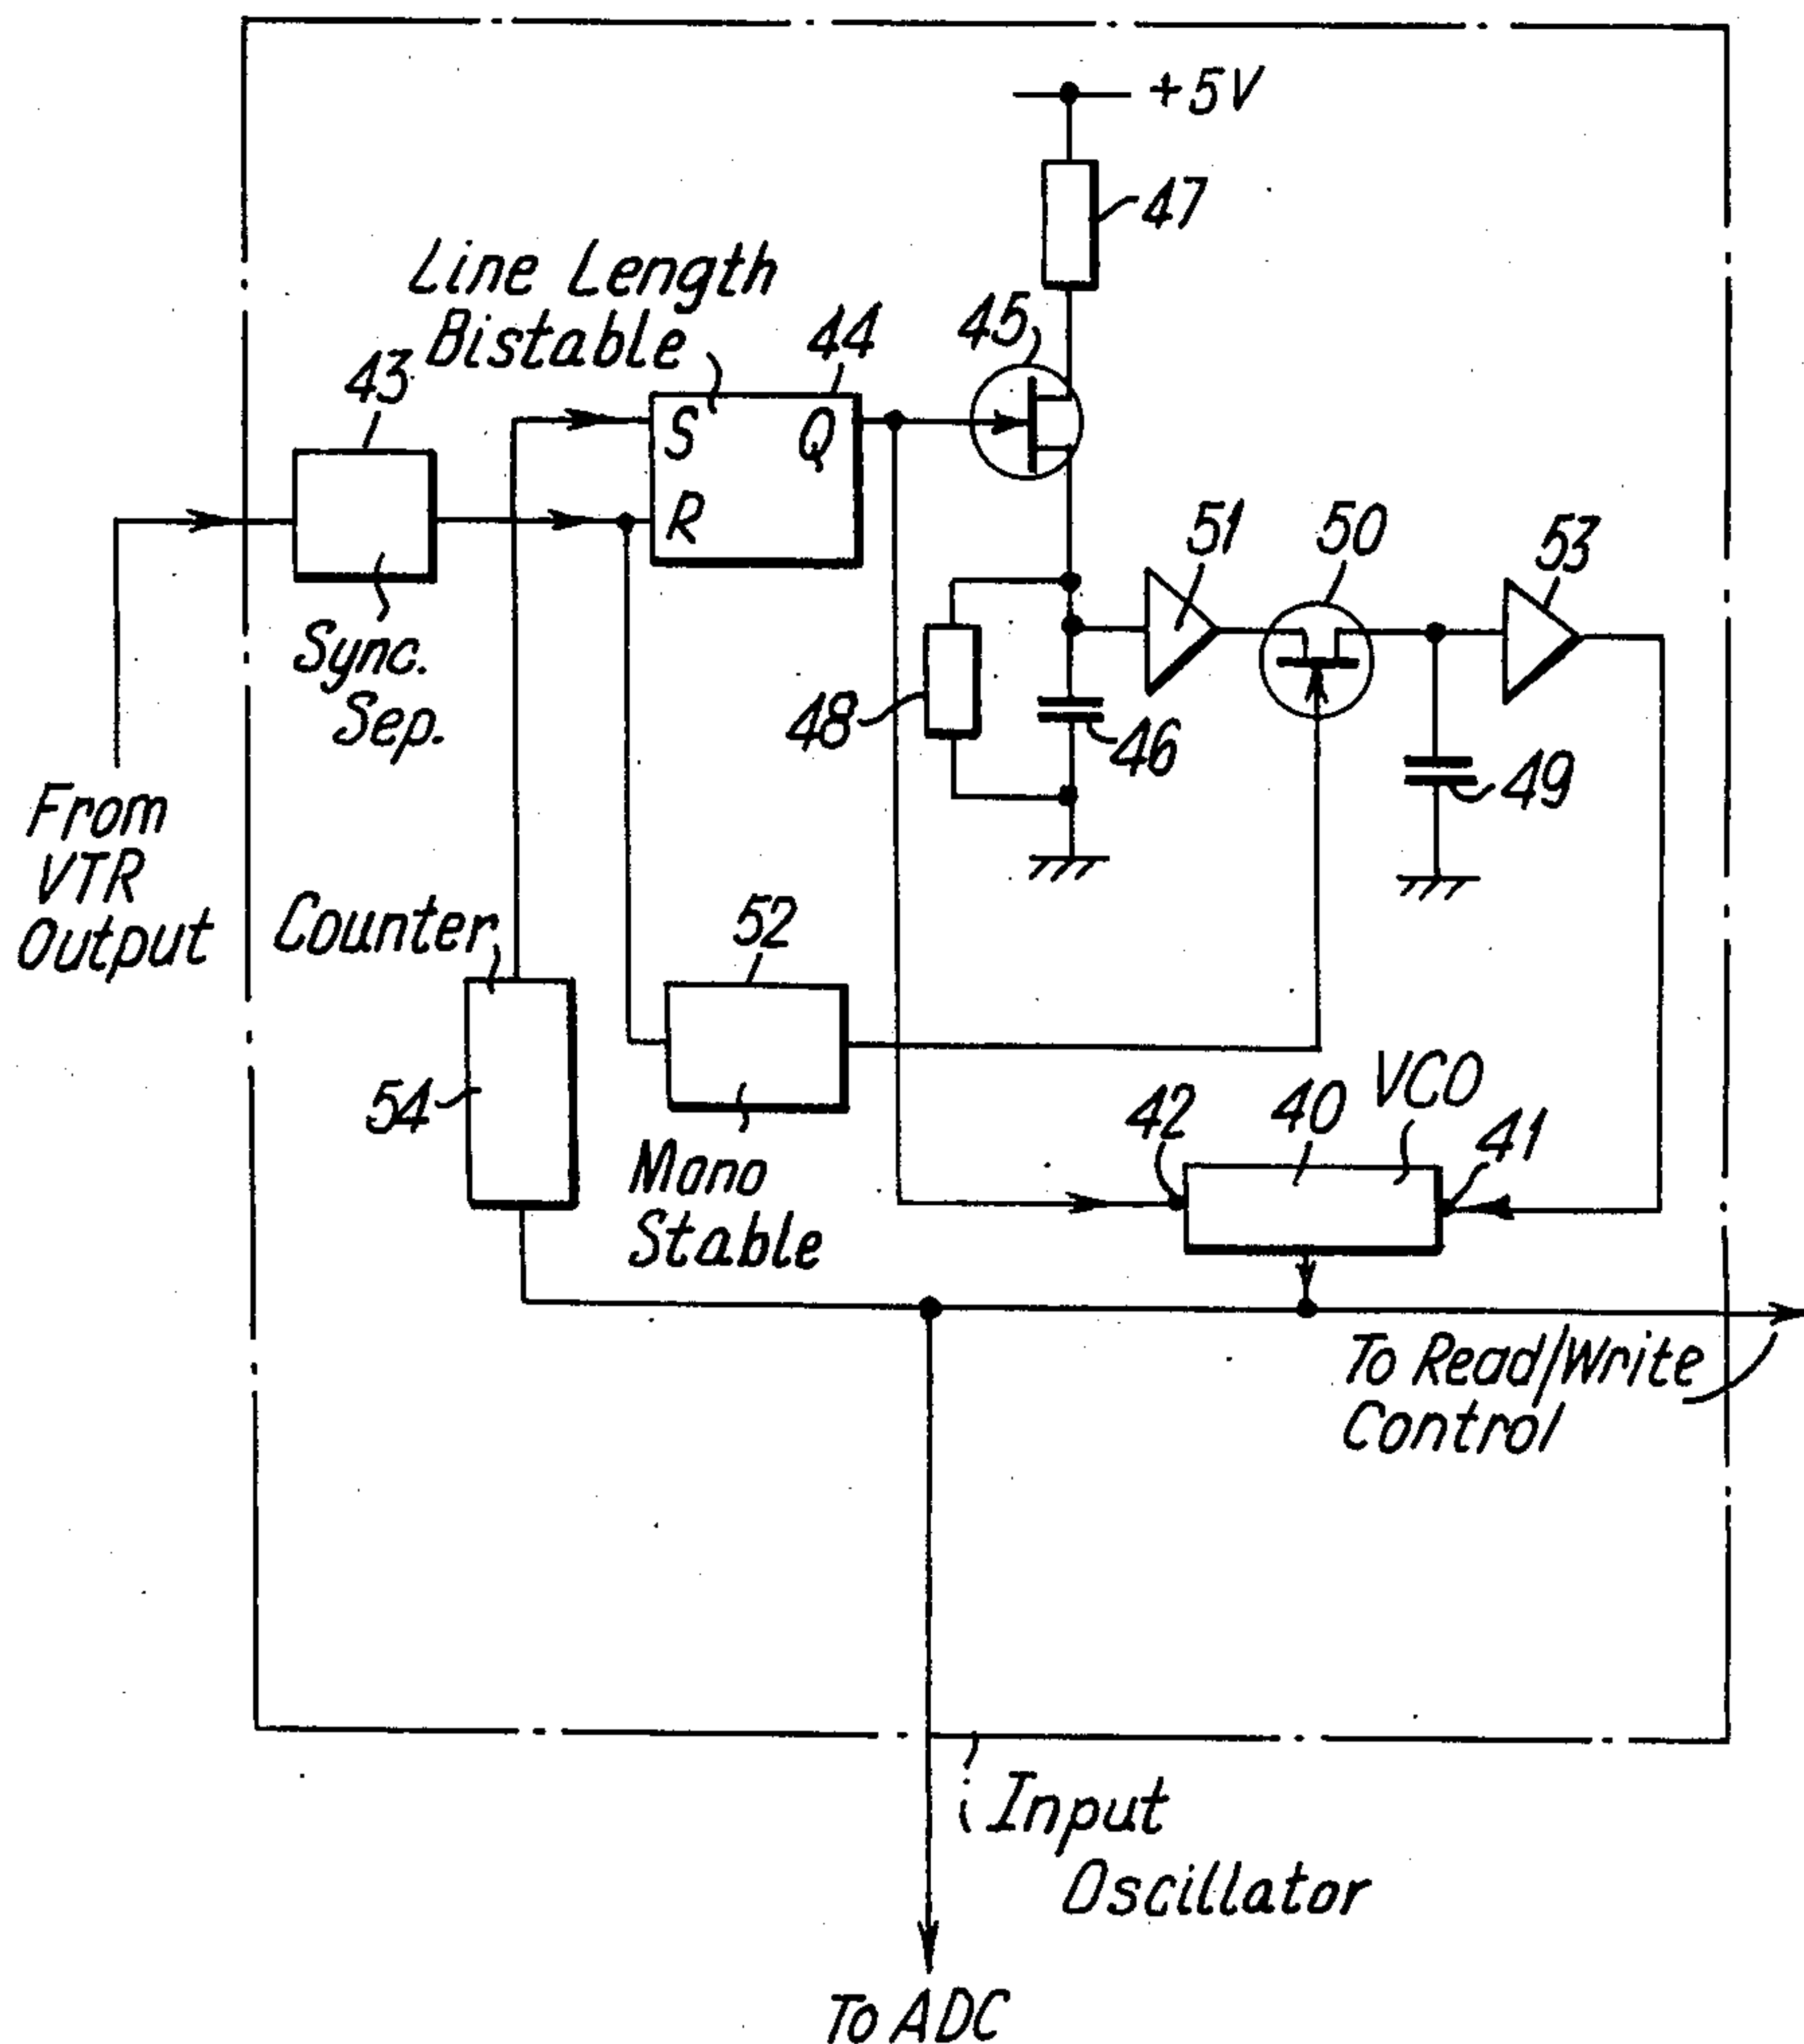 +5V
47
Line Length
Bistable
44
45
43
S
Q
R
51
50
53
Sync.
Sep.
48
46
49
From
VTR
Output
Counter
52
54
Mono
Stable
42
40
VCO
41
To Read/Write
Control
Input
Oscillator
To ADC